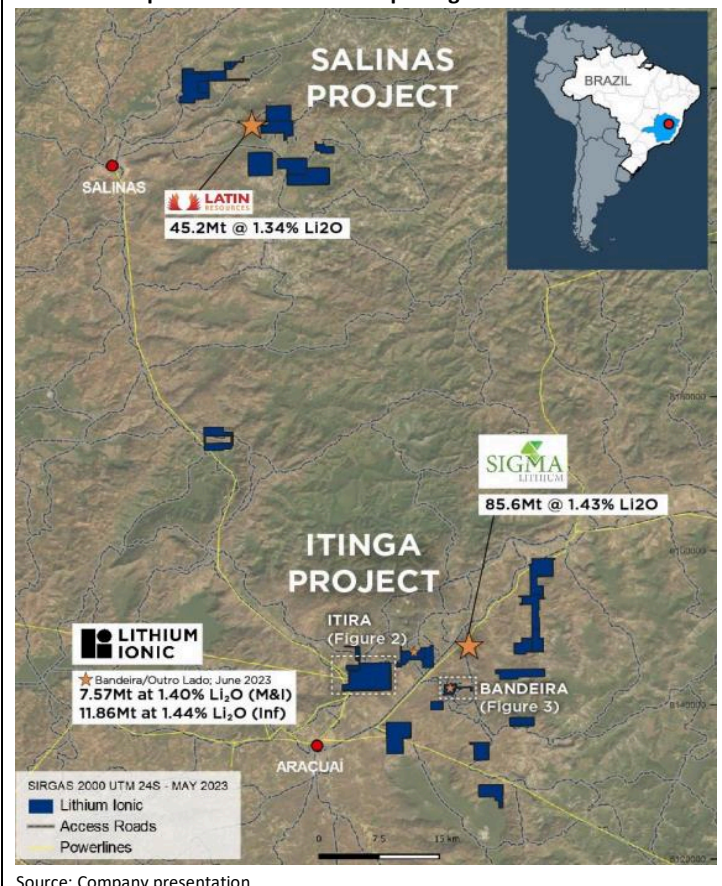 SALINAS
PROJECT
BRAZIL
SALINAS
LATIN
RESOURCES
45.2Mt @ 1.34% Li2O
SIGMA
LITHIUM
85.6Mt @ 1.43% Li2O
ITINGA
PROJECT
ITIRA
(Figure 2)
LITHIUM
IONIC
Bandeira/Outro Lado; June 2023
7.57Mt at 1.40% Li₂O (M&I)
11.86Mt at 1.44% Li₂O (Inf)
BANDEIRA
(Figure 3)
8140000
ARAÇUAÍ
SIRGAS 2000 UTM 24S - MAY 2023
Lithium Ionic
Access Roads
Powerlines
0 7.5 15 km
Source: Company presentation